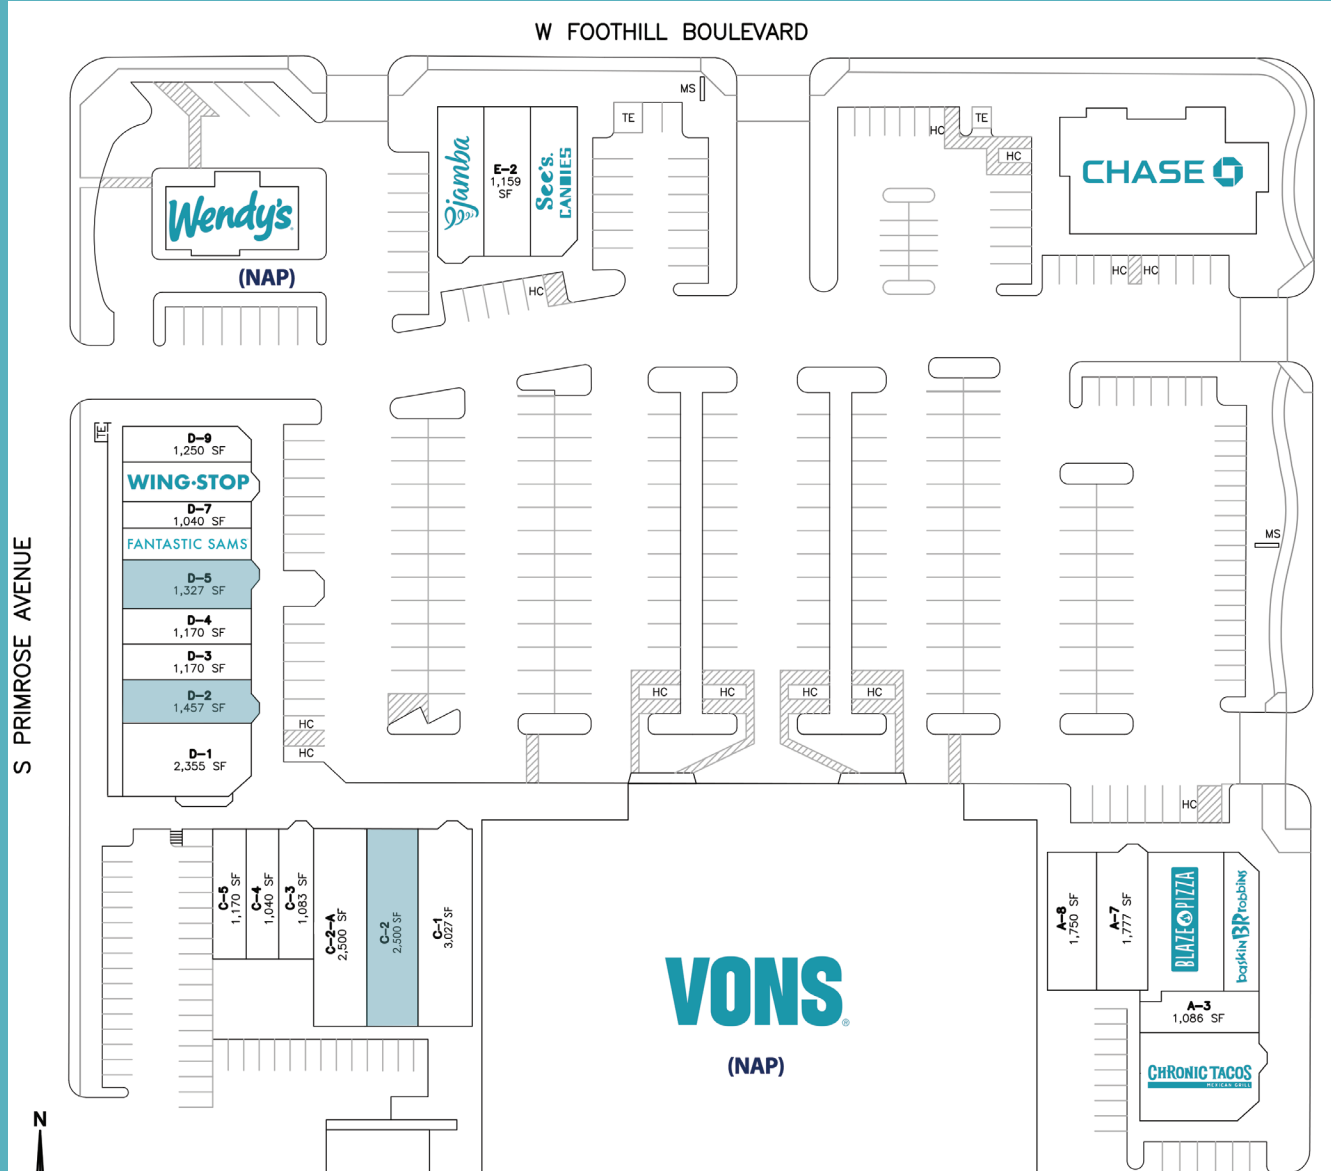 W FOOTHILL BOULEVARD
MS
TE
HC
TE
HC
jamba
E-2
1,159
SF
See's.
CANDIES
CHASE
Wendy's
(NAP)
HC
HC HC
TE
D-9
1,250 SF
WING·STOP
D-7
1,040 SF
FANTASTIC SAMS
D-5
1,327 SF
D-4
1,170 SF
D-3
1,170 SF
D-2
1,457 SF
D-1
2,355 SF
S PRIMROSE AVENUE
MS
HC
HC
HC
HC
HC
HC
HC
C-5
1,170 SF
C-4
1,040 SF
C-3
1,083 SF
C-2-A
2,500 SF
C-2
2,500 SF
C-1
3,027 SF
VONS®
(NAP)
A-8
1,750 SF
A-7
1,777 SF
BLAZE PIZZA
baskin BR robbins
A-3
1,086 SF
CHRONIC TACOS
MEXICAN GRILL
N